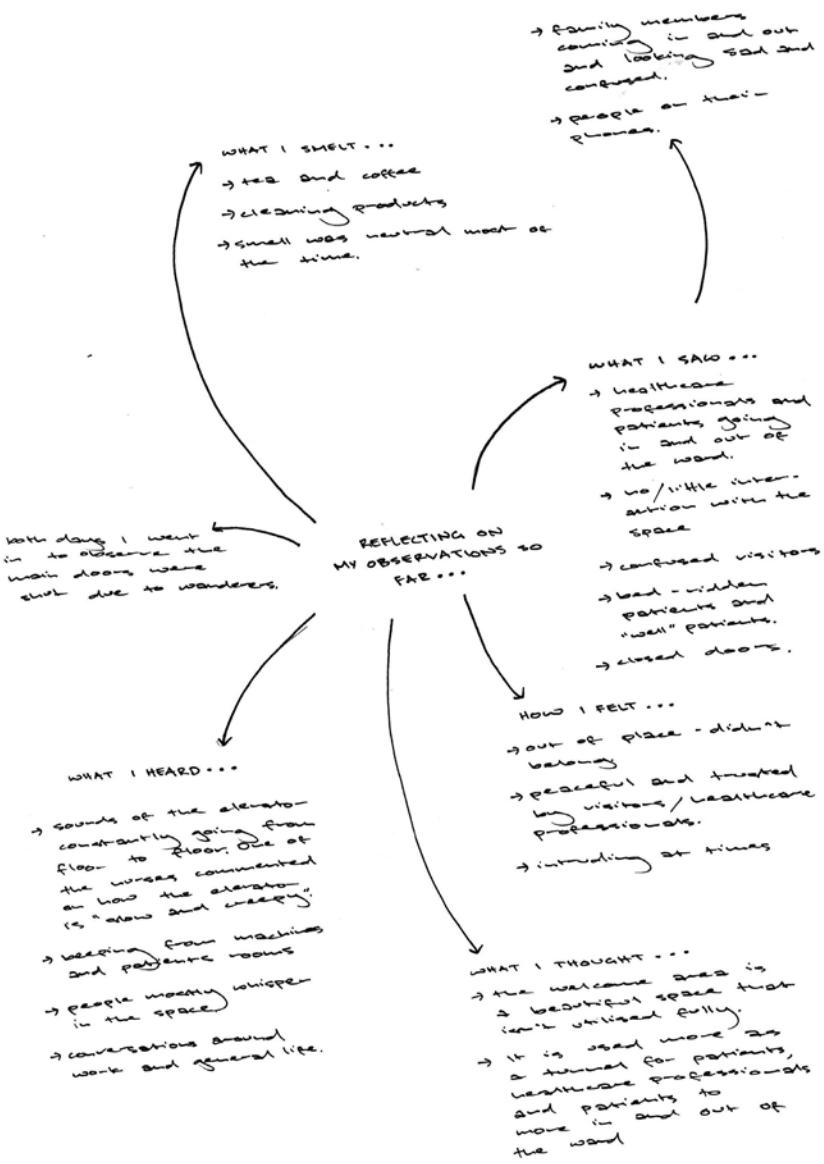 → family members
coming in and out
and looking sad and
confused.
→ people on their
phones.
WHAT I SMELT...
→ tea and coffee
→ cleaning products
→ smell was neutral most of
the time.
WHAT I SAW...
→ healthcare
professionals and
patients going
in and out of
the ward.
→ no/little inter-
action with the
space
→ confused visitors
→ bed-ridden
patients and
"well" patients.
→ closed doors.
REFLECTING ON
MY OBSERVATIONS SO
FAR...
both days I went
in to observe the
main doors were
shut due to wanderers.
HOW I FELT...
→ out of place - didn't
belong
→ peaceful and trusted
by visitors/healthcare
professionals.
→ intruding at times
WHAT I HEARD...
→ sounds of the elevator
constantly going from
floor to floor. One of
the nurses commented
on how the elevator
is "slow and creepy".
→ beeping from machines
and patients rooms
→ people mostly whisper
in the space
→ conversations around
work and general life.
WHAT I THOUGHT...
→ the welcome area is
a beautiful space that
isn't utilised fully.
→ It is used more as
a tunnel for patients,
healthcare professionals
and patients to
move in and out of
the ward